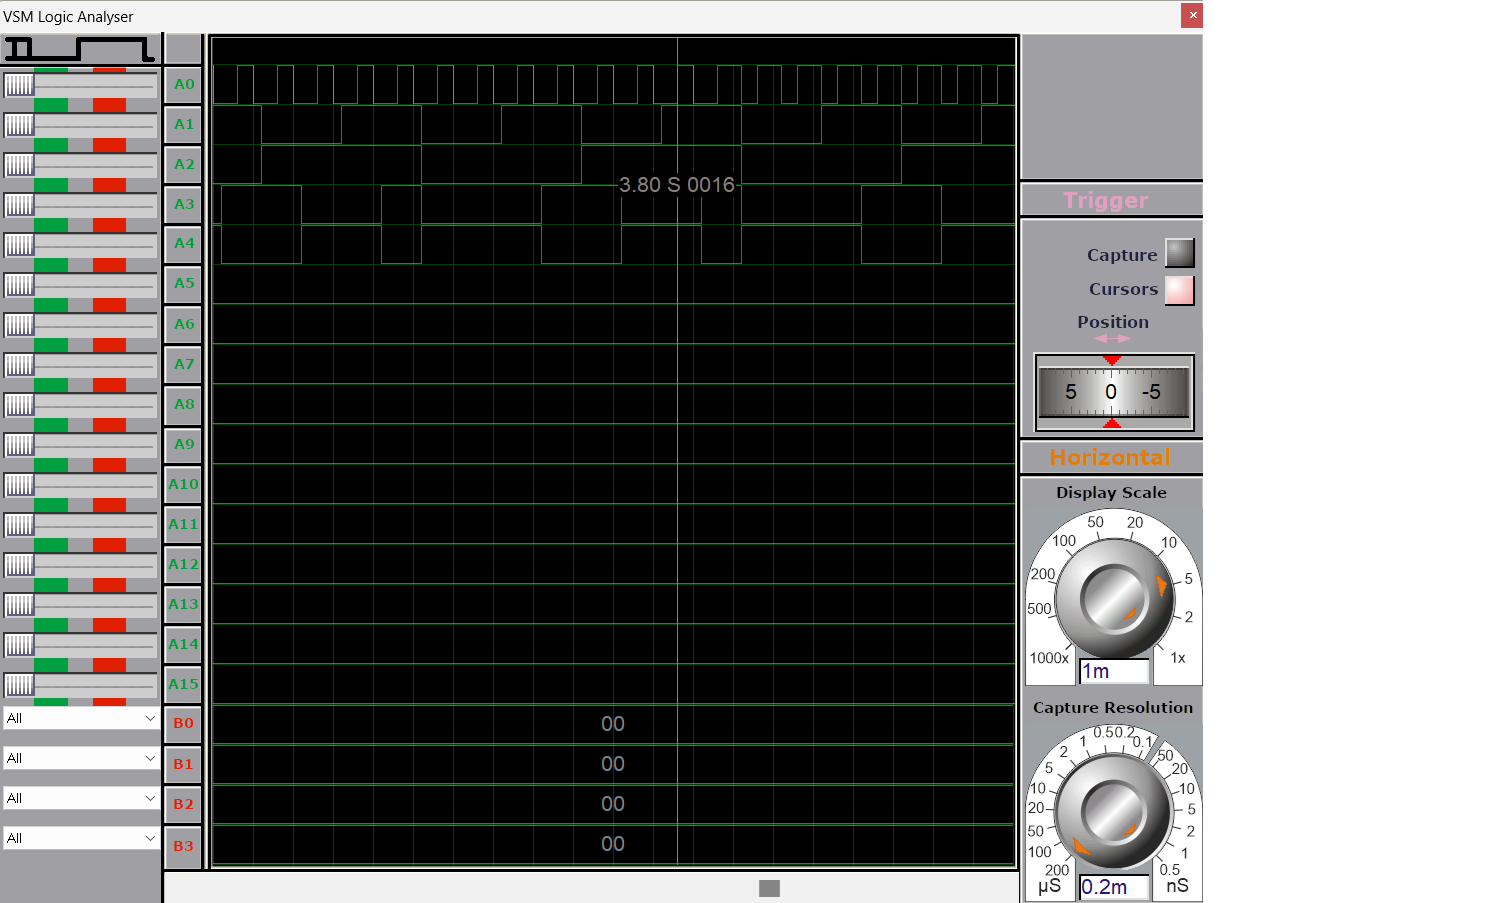 VSM Logic Analyser
A0
A1
A2
A3
A4
A5
A6
A7
A8
A9
A10
A11
A12
A13
A14
A15
B0
B1
B2
B3
All
All
All
All
3.80 S 0016
00
00
00
00
Trigger
Capture
Cursors
Position
5 0 -5
Horizontal
Display Scale
1000x 500 200 100 50 20 10 5 2 1x
1m
Capture Resolution
200 100 50 20 10 5 2 1 0.5 0.2 0.1 50 20 10 5 2 1 0.5
µS nS
0.2m